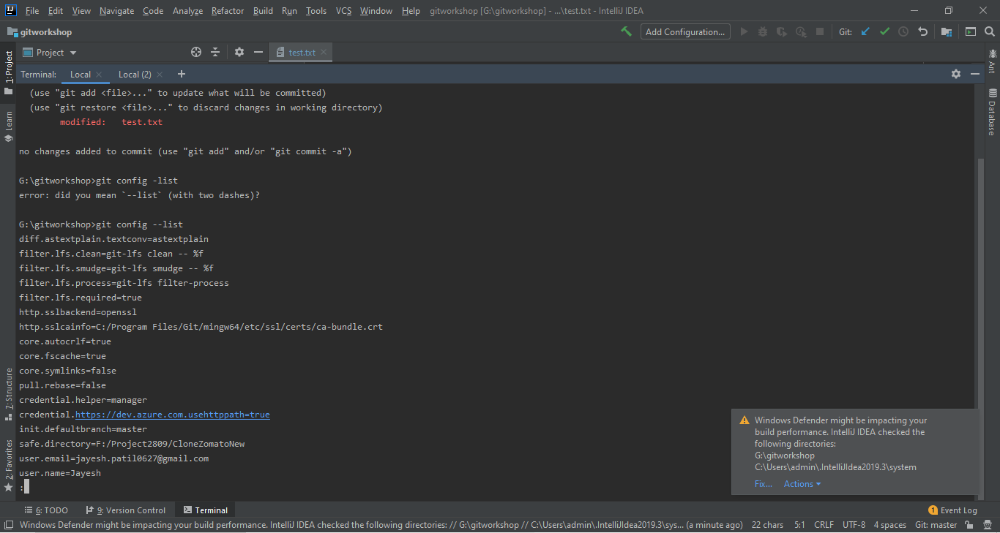 IJ File Edit View Navigate Code Analyze Refactor Build Run Tools VCS Window Help gitworkshop [G:\gitworkshop] - ...\test.txt - IntelliJ IDEA
gitworkshop Add Configuration... Git:
1: Project
Learn
7: Structure
2: Favorites
Project test.txt
Ant
Database
Terminal: Local Local (2)
(use "git add <file>..." to update what will be committed)
(use "git restore <file>..." to discard changes in working directory)
modified:   test.txt
no changes added to commit (use "git add" and/or "git commit -a")
G:\gitworkshop>git config -list
error: did you mean `--list` (with two dashes)?
G:\gitworkshop>git config --list
diff.astextplain.textconv=astextplain
filter.lfs.clean=git-lfs clean -- %f
filter.lfs.smudge=git-lfs smudge -- %f
filter.lfs.process=git-lfs filter-process
filter.lfs.required=true
http.sslbackend=openssl
http.sslcainfo=C:/Program Files/Git/mingw64/etc/ssl/certs/ca-bundle.crt
core.autocrlf=true
core.fscache=true
core.symlinks=false
pull.rebase=false
credential.helper=manager
credential.https://dev.azure.com.usehttppath=true
init.defaultbranch=master
safe.directory=F:/Project2809/CloneZomatoNew
user.email=jayesh.patil0627@gmail.com
user.name=Jayesh
:
Windows Defender might be impacting your
build performance. IntelliJ IDEA checked the
following directories:
G:\gitworkshop
C:\Users\admin\.IntelliJIdea2019.3\system
Fix... Actions
6: TODO 9: Version Control Terminal 1 Event Log
Windows Defender might be impacting your build performance. IntelliJ IDEA checked the following directories: // G:\gitworkshop // C:\Users\admin\.IntelliJIdea2019.3\sys... (a minute ago) 22 chars 5:1 CRLF UTF-8 4 spaces Git: master